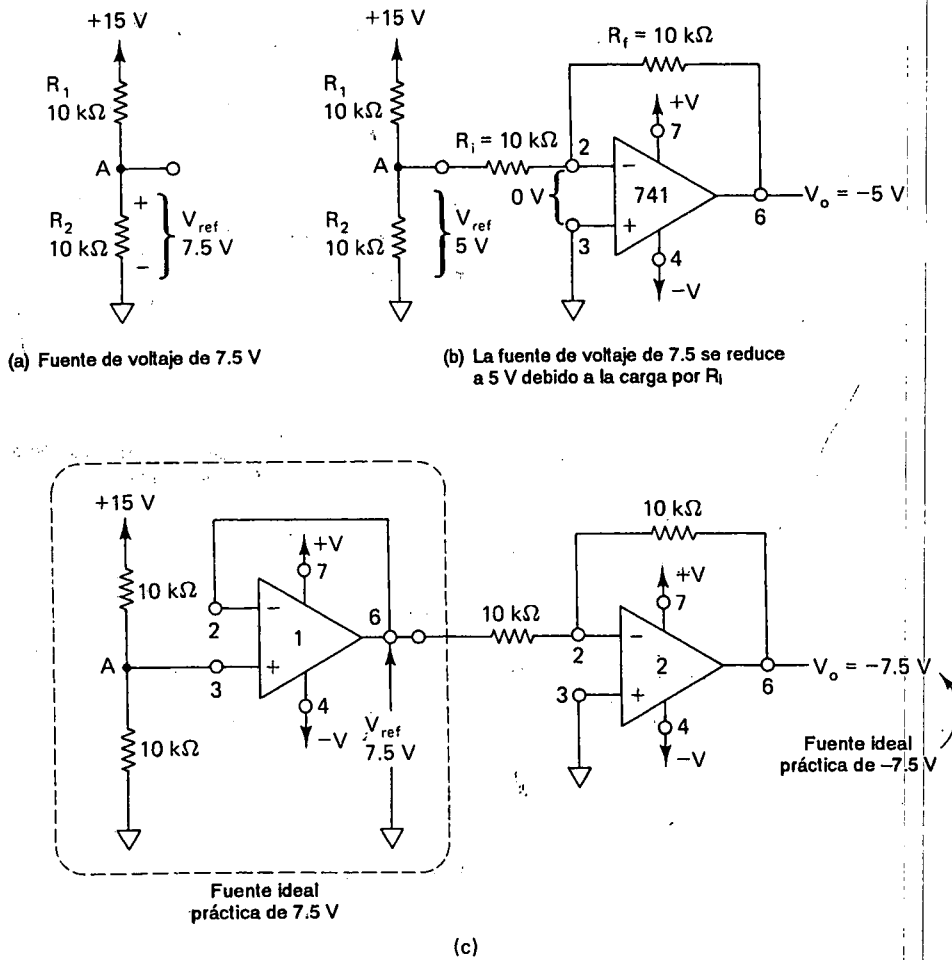 +15 V
R1
10 kΩ
A
R2
10 kΩ
+
−
Vref
7.5 V
(a) Fuente de voltaje de 7.5 V
+15 V
R1
10 kΩ
A
R2
10 kΩ
Vref
5 V
Ri = 10 kΩ
Rf = 10 kΩ
0 V
2
3
−
+
741
+V
7
4
−V
6
Vo = −5 V
(b) La fuente de voltaje de 7.5 se reduce
a 5 V debido a la carga por Ri
+15 V
10 kΩ
A
10 kΩ
2
3
−
+
1
+V
7
4
−V
6
Vref
7.5 V
Fuente ideal
práctica de 7.5 V
10 kΩ
10 kΩ
2
3
−
+
2
+V
7
4
−V
6
Vo = −7.5 V
Fuente ideal
práctica de −7.5 V
(c)